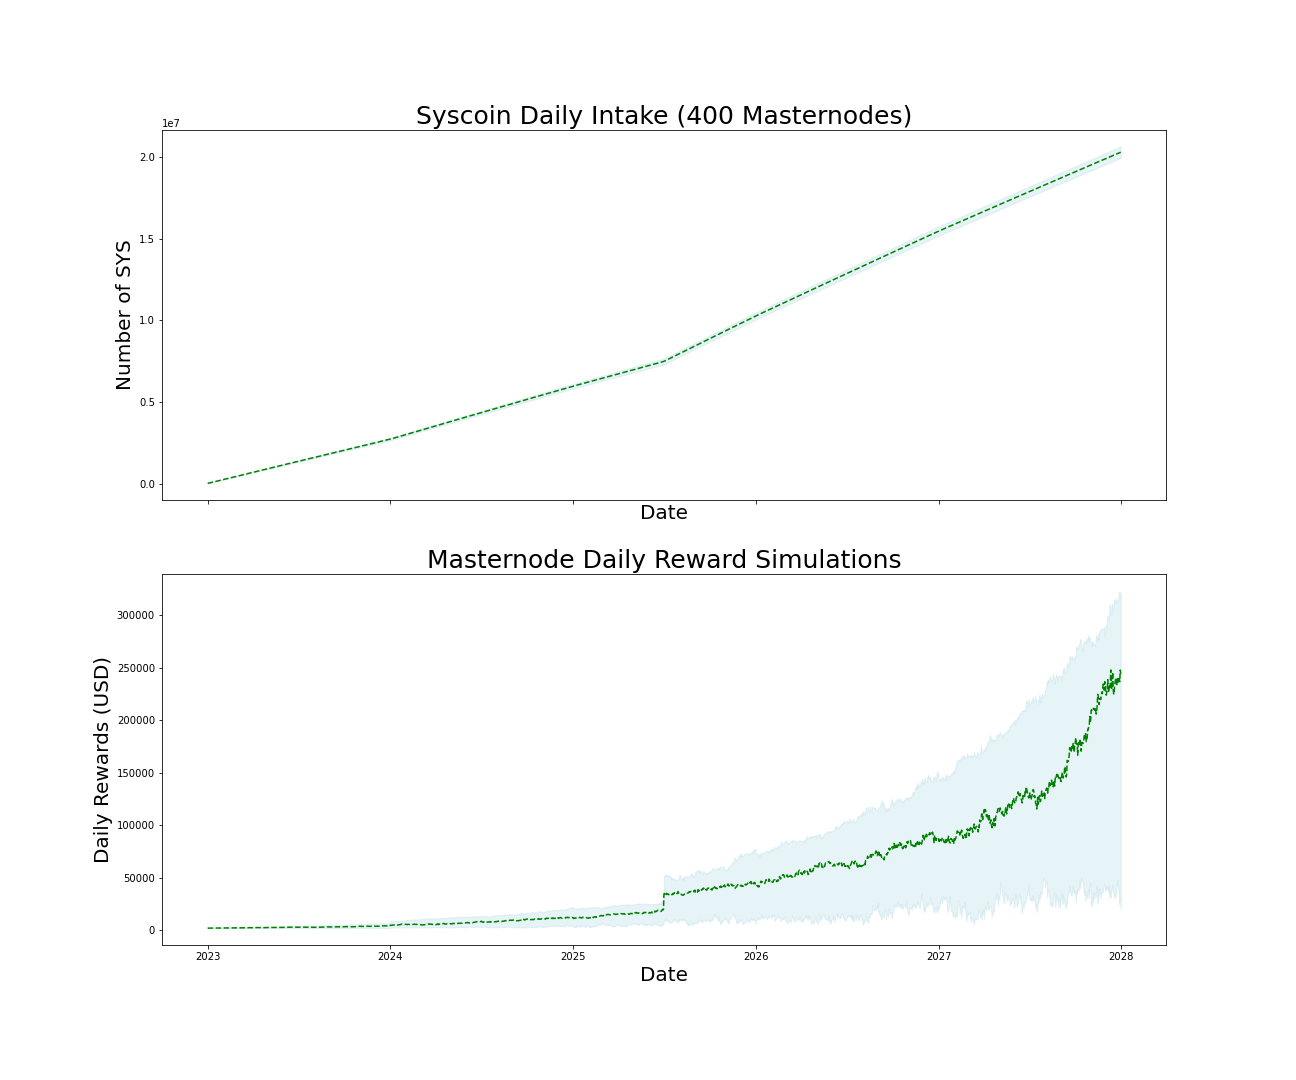 Syscoin Daily Intake (400 Masternodes)
1e7
2.0
1.5
1.0
0.5
0.0
Number of SYS
Date
Masternode Daily Reward Simulations
300000
250000
200000
150000
100000
50000
0
Daily Rewards (USD)
2023 2024 2025 2026 2027 2028
Date